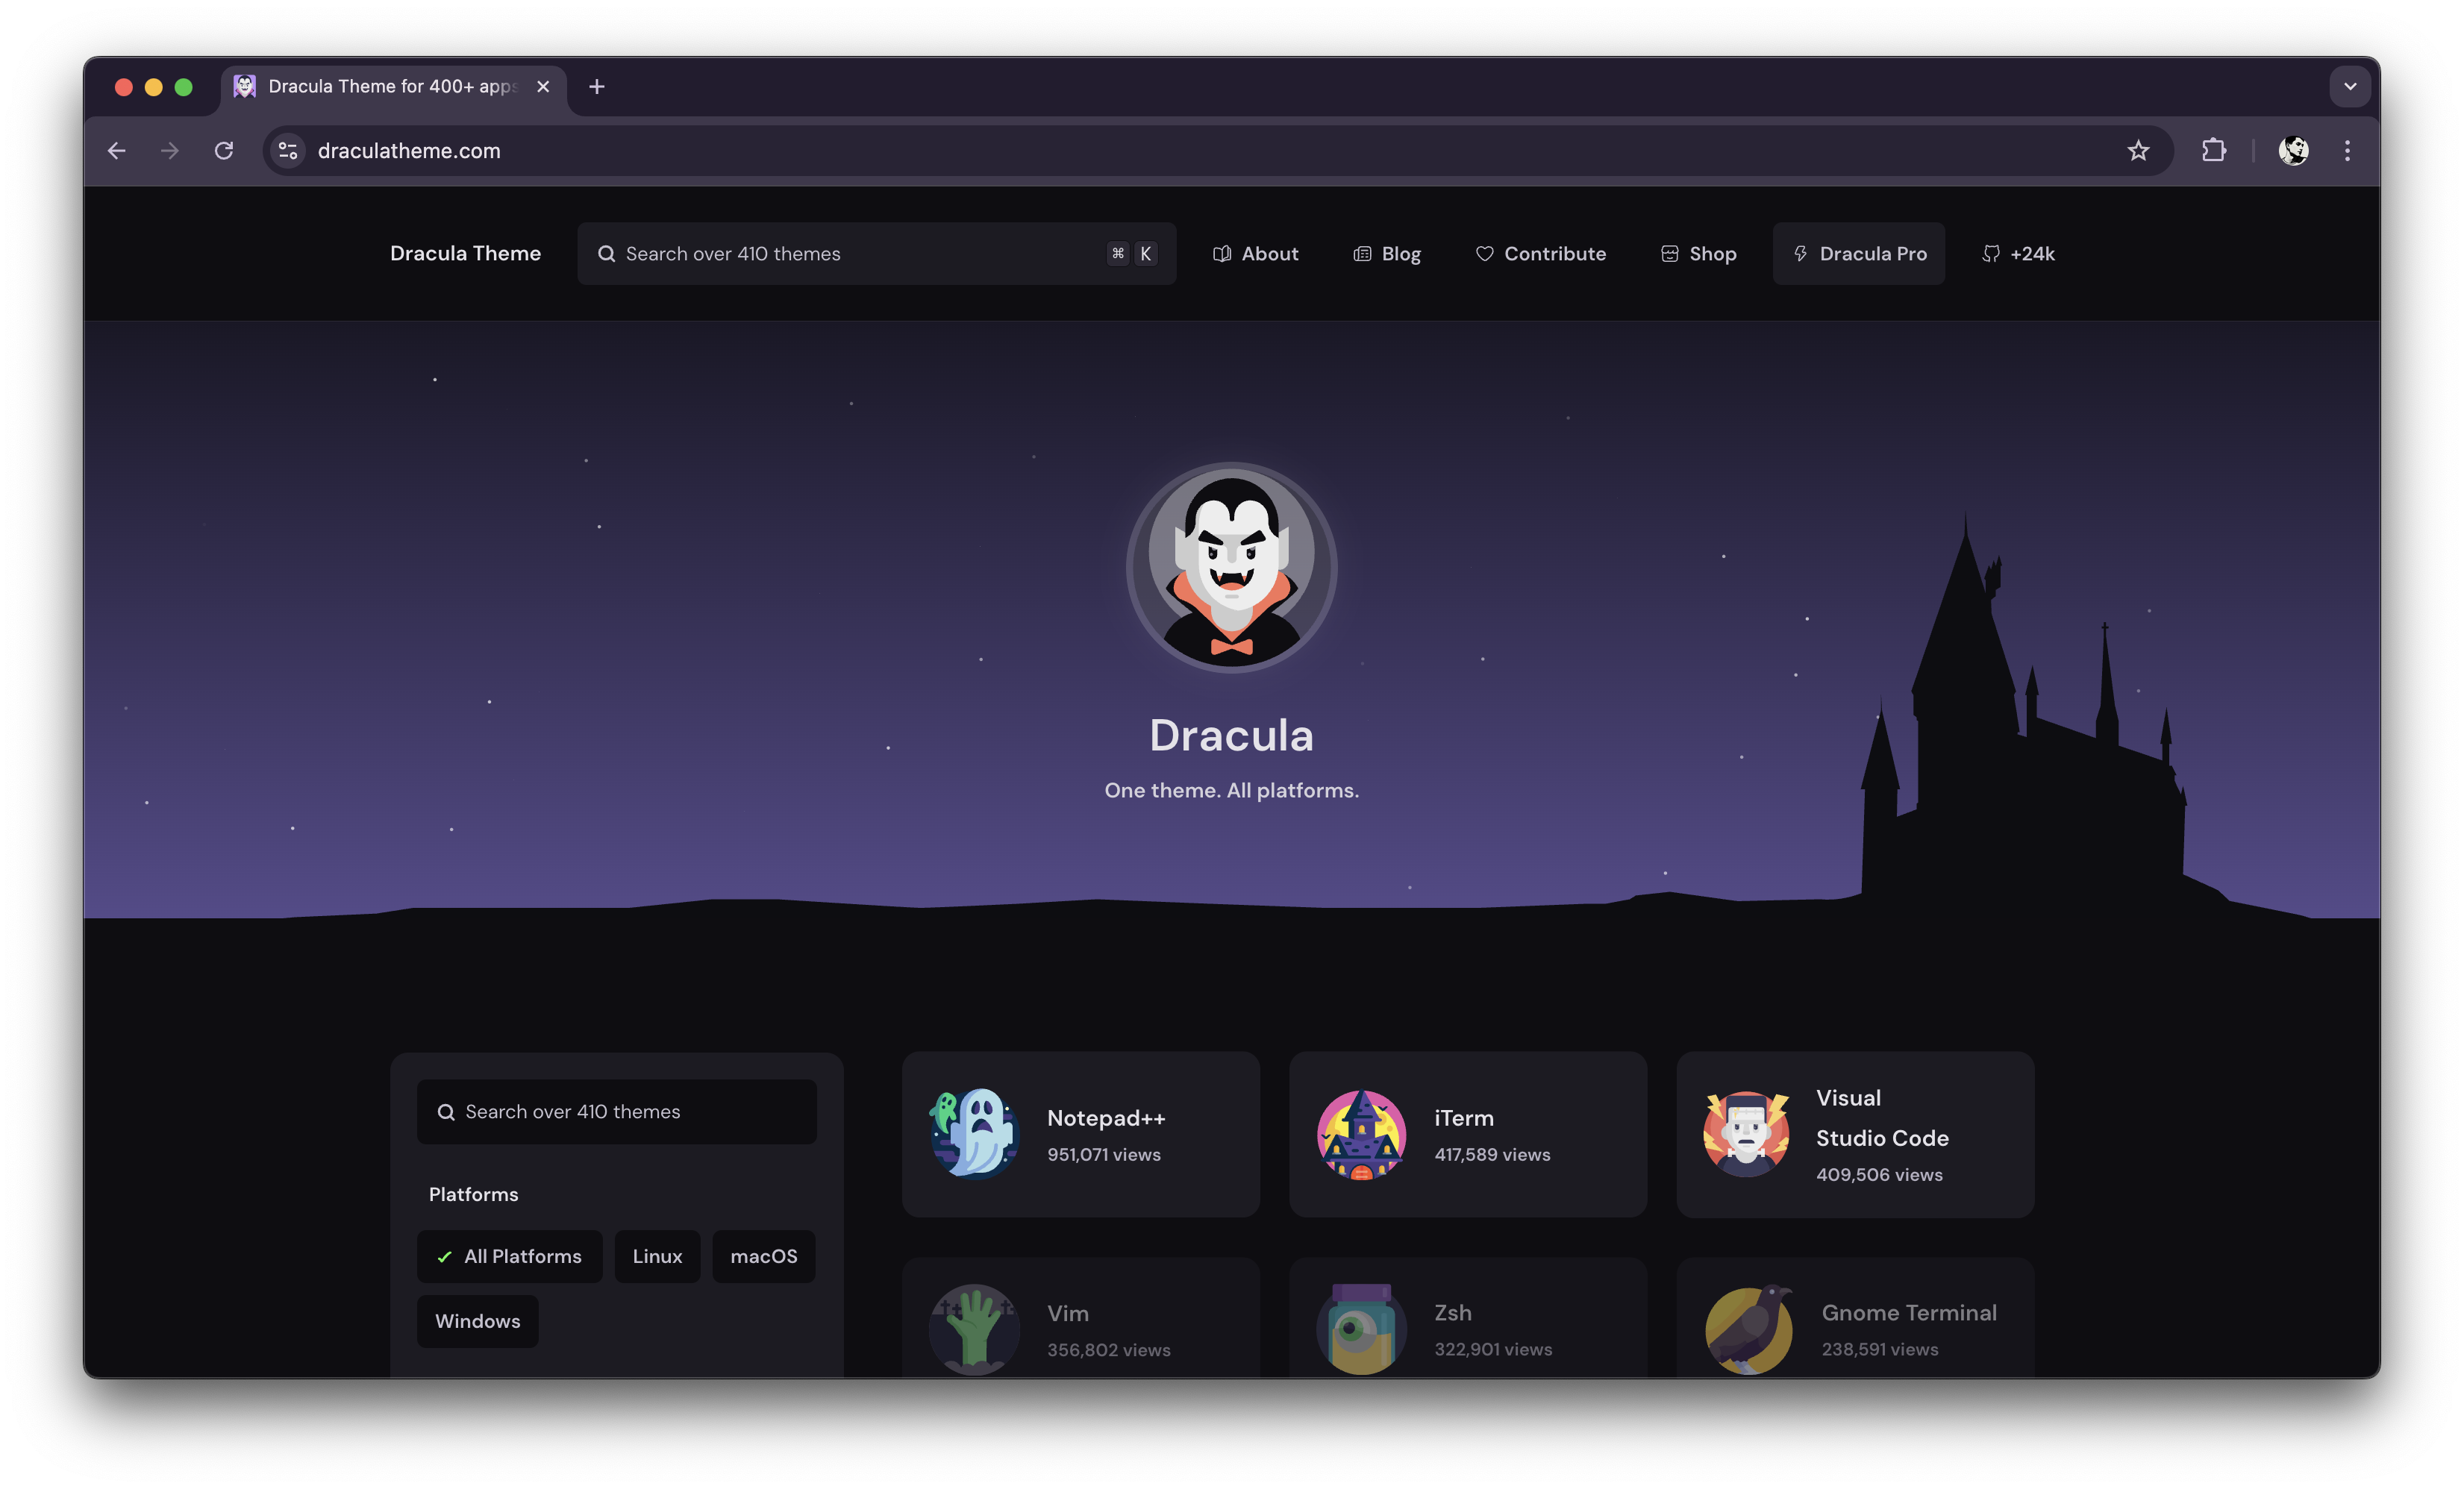 Dracula Theme for 400+ apps
draculatheme.com
Dracula Theme
Search over 410 themes
⌘ K
About
Blog
Contribute
Shop
Dracula Pro
+24k
Dracula
One theme. All platforms.
Search over 410 themes
Platforms
All Platforms
Linux
macOS
Windows
Notepad++
951,071 views
iTerm
417,589 views
Visual
Studio Code
409,506 views
Vim
356,802 views
Zsh
322,901 views
Gnome Terminal
238,591 views